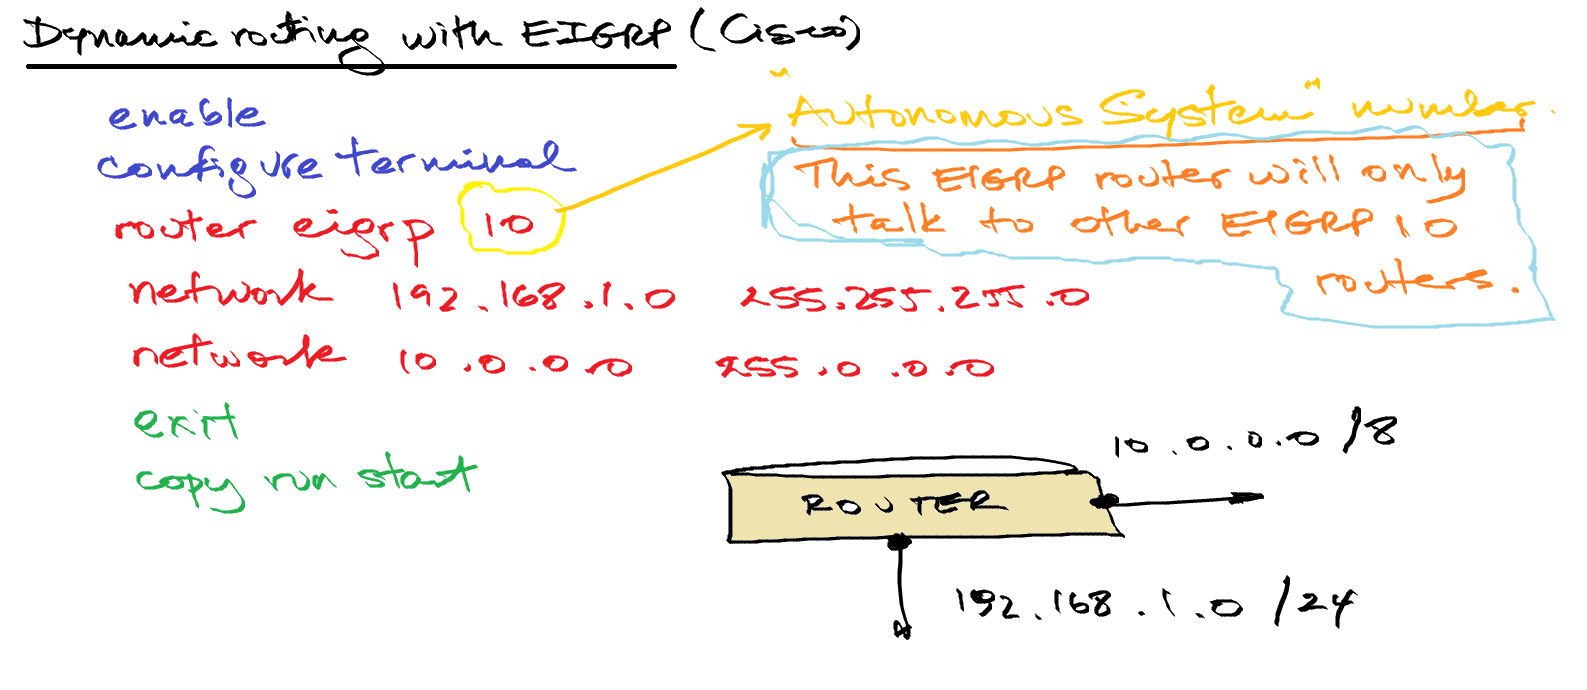 Dynamic routing with EIGRP (Cisco)
enable
configure terminal
router eigrp 10
network 192.168.1.0 255.255.255.0
network 10.0.0.0 255.0.0.0
exit
copy run start
"Autonomous System" number.
This EIGRP router will only
talk to other EIGRP 10
routers.
10.0.0.0 /8
ROUTER
192.168.1.0 /24